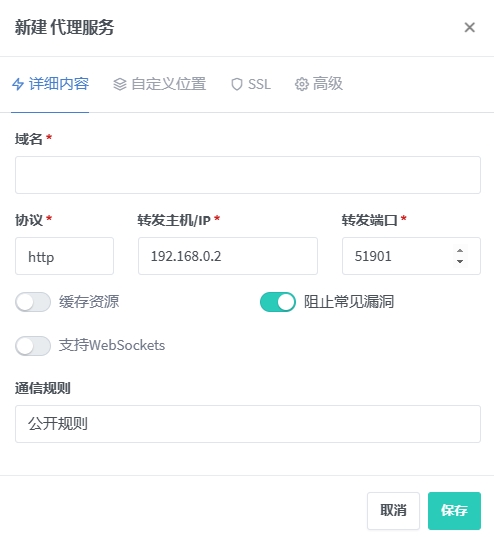 新建 代理服务
详细内容 自定义位置 SSL 高级
域名 *
协议 * 转发主机/IP * 转发端口 *
http 192.168.0.2 51901
缓存资源 阻止常见漏洞
支持WebSockets
通信规则
公开规则
取消 保存